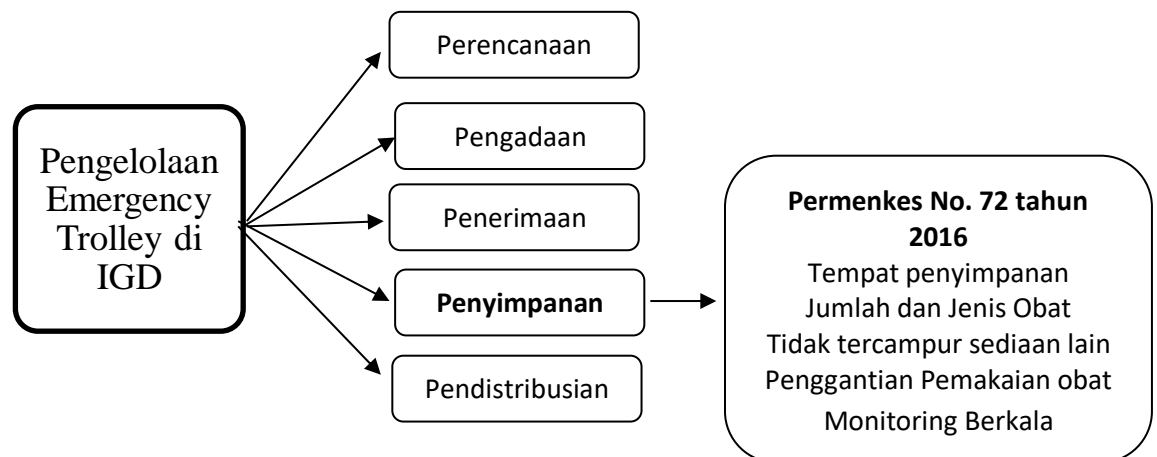 Pengelolaan
Emergency
Trolley di
IGD
Perencanaan
Pengadaan
Penerimaan
Penyimpanan
Pendistribusian
Permenkes No. 72 tahun
2016
Tempat penyimpanan
Jumlah dan Jenis Obat
Tidak tercampur sediaan lain
Penggantian Pemakaian obat
Monitoring Berkala